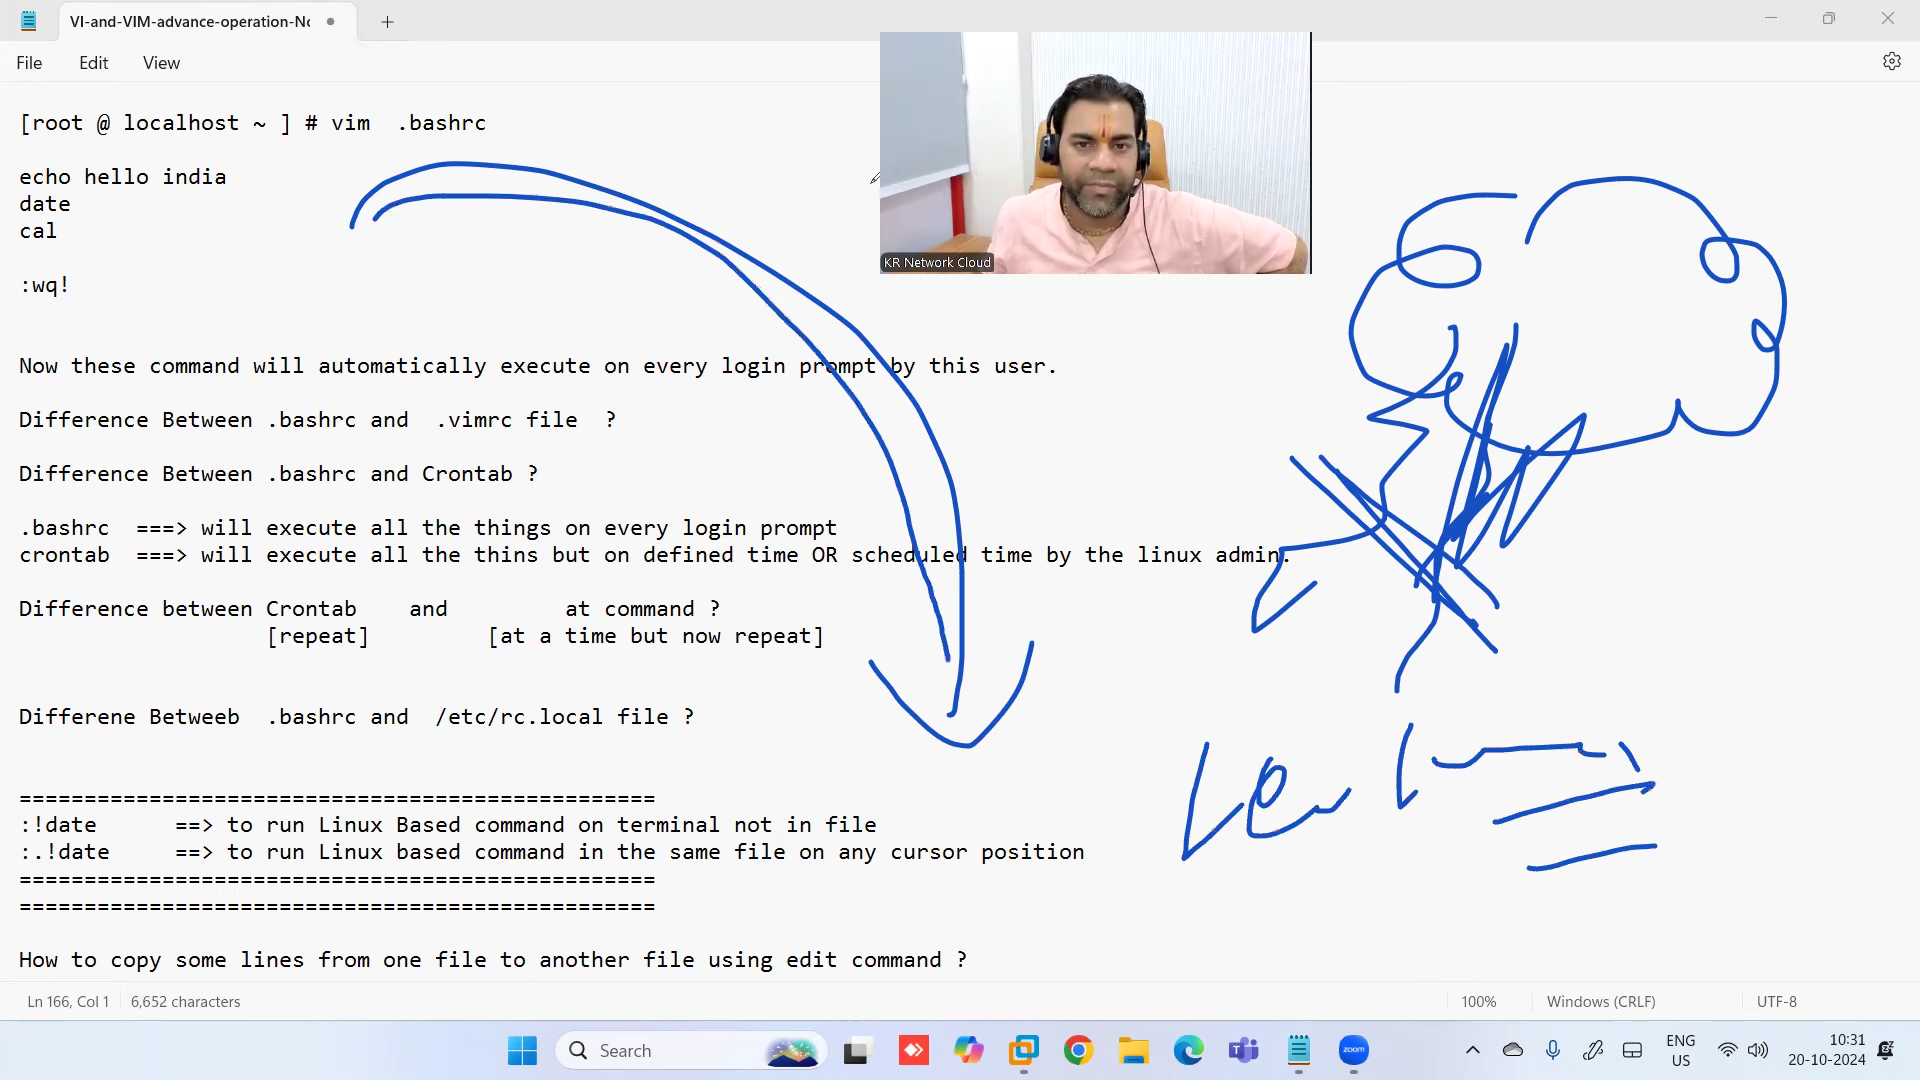 VI-and-VIM-advance-operation-No
File Edit View
[root @ localhost ~ ] # vim .bashrc
echo hello india
date
cal
:wq!
KR Network Cloud
Now these command will automatically execute on every login prompt by this user.
Difference Between .bashrc and .vimrc file ?
Difference Between .bashrc and Crontab ?
.bashrc ===> will execute all the things on every login prompt
crontab ===> will execute all the thins but on defined time OR scheduled time by the linux admin.
Difference between Crontab and at command ?
[repeat] [at a time but now repeat]
Differene Betweeb .bashrc and /etc/rc.local file ?
=================================================
:!date ==> to run Linux Based command on terminal not in file
:.!date ==> to run Linux based command in the same file on any cursor position
=================================================
=================================================
How to copy some lines from one file to another file using edit command ?
Ln 166, Col 1 6,652 characters 100% Windows (CRLF) UTF-8
Search
zoom
ENG
US
10:31
20-10-2024